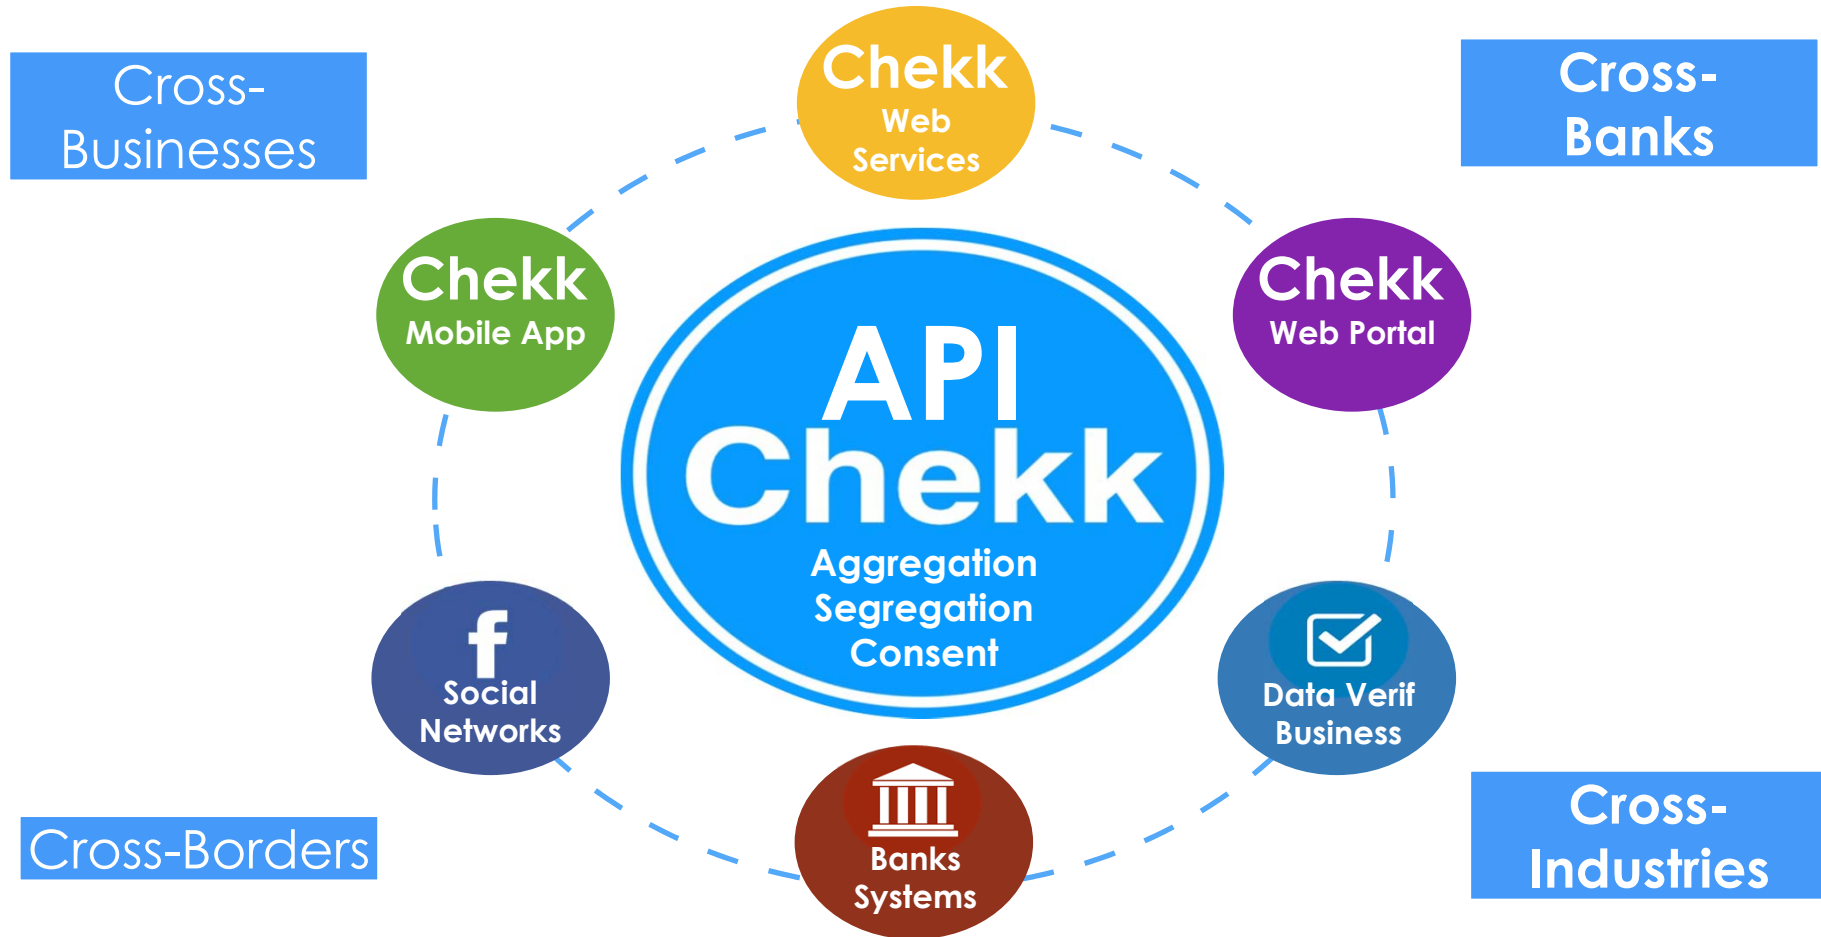 Cross-
Businesses
Chekk
Web
Services
Cross-
Banks
Chekk
Mobile App
Chekk
Web Portal
API
Chekk
Aggregation
Segregation
Consent
f
Social
Networks
Data Verif
Business
Banks
Systems
Cross-Borders
Cross-
Industries